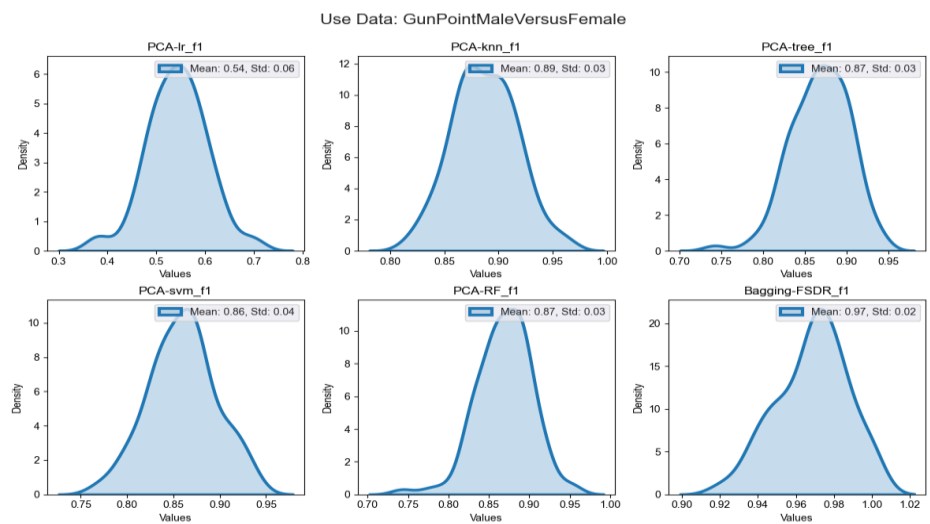 Use Data: GunPointMaleVersusFemale
PCA-lr_f1
Mean: 0.54, Std: 0.06
Density
6
5
4
3
2
1
0
0.3 0.4 0.5 0.6 0.7 0.8
Values
PCA-knn_f1
Mean: 0.89, Std: 0.03
Density
12
10
8
6
4
2
0
0.80 0.85 0.90 0.95 1.00
Values
PCA-tree_f1
Mean: 0.87, Std: 0.03
Density
10
8
6
4
2
0
0.70 0.75 0.80 0.85 0.90 0.95
Values
PCA-svm_f1
Mean: 0.86, Std: 0.04
Density
10
8
6
4
2
0
0.75 0.80 0.85 0.90 0.95
Values
PCA-RF_f1
Mean: 0.87, Std: 0.03
Density
10
8
6
4
2
0
0.70 0.75 0.80 0.85 0.90 0.95 1.00
Values
Bagging-FSDR_f1
Mean: 0.97, Std: 0.02
Density
20
15
10
5
0
0.90 0.92 0.94 0.96 0.98 1.00 1.02
Values